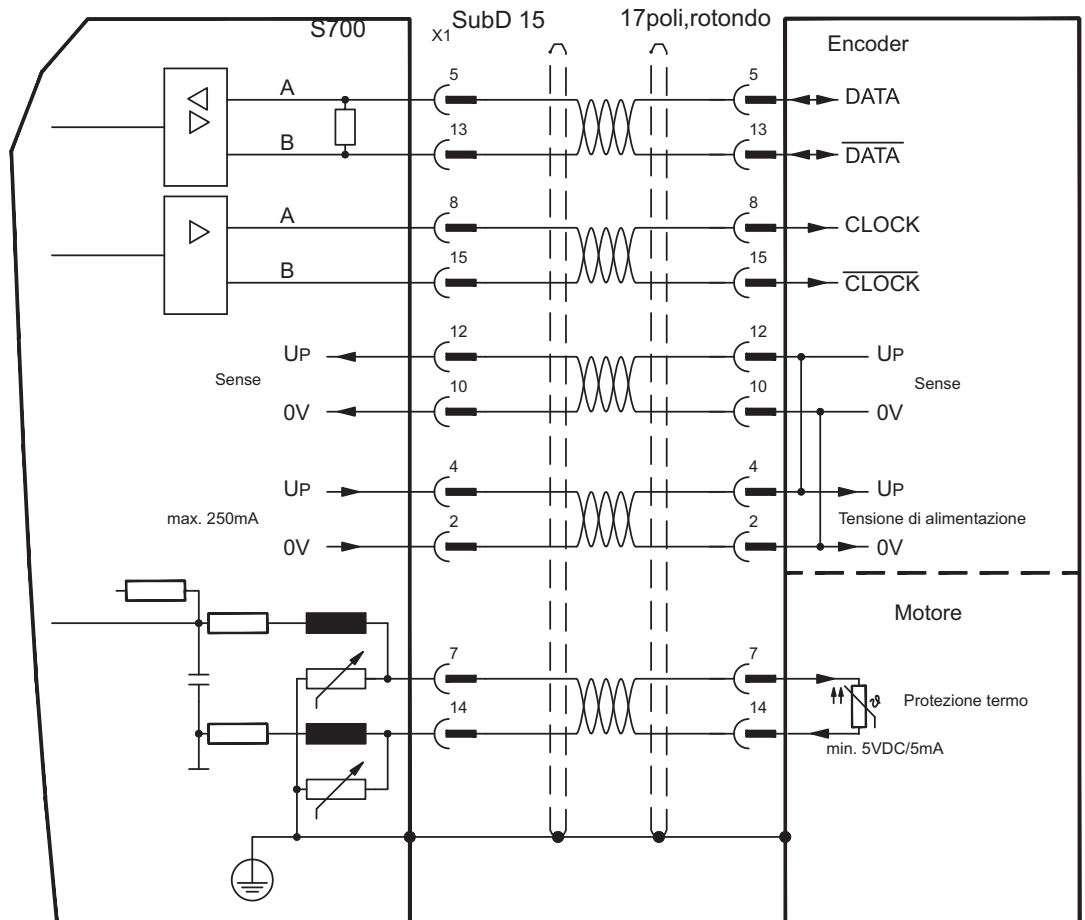 S700
X1 SubD 15
17poli,rotondo
Encoder
A 5 5 DATA
B 13 13 DATA
A 8 8 CLOCK
B 15 15 CLOCK
UP 12 12 UP
Sense Sense
0V 10 10 0V
UP 4 4 UP
max. 250mA Tensione di alimentazione
0V 2 2 0V
Motore
7 7
ϑ Protezione termo
14 14
min. 5VDC/5mA